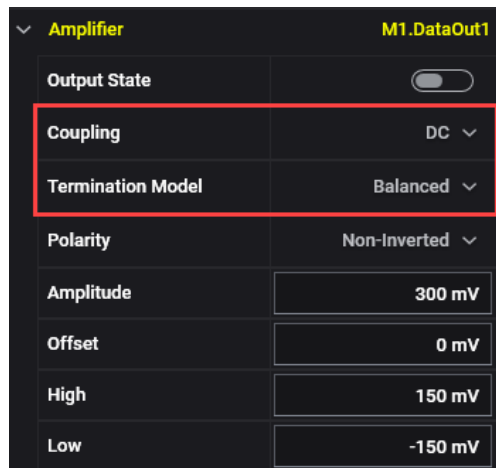 Amplifier M1.DataOut1
Output State
Coupling DC
Termination Model Balanced
Polarity Non-Inverted
Amplitude 300 mV
Offset 0 mV
High 150 mV
Low -150 mV